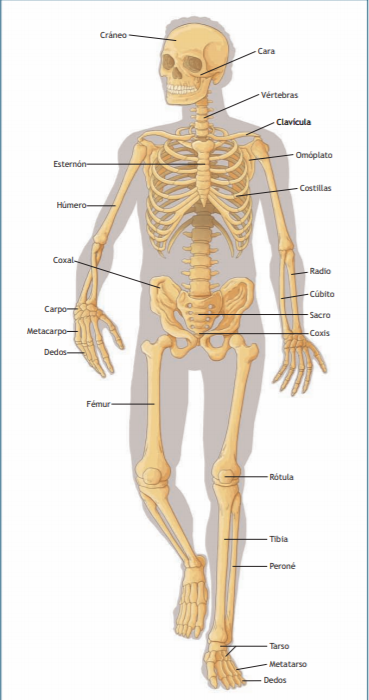 Cráneo
Cara
Vértebras
Clavícula
Esternón
Omóplato
Costillas
Húmero
Coxal
Radio
Cúbito
Carpo
Sacro
Metacarpo
Coxis
Dedos
Fémur
Rótula
Tibia
Peroné
Tarso
Metatarso
Dedos